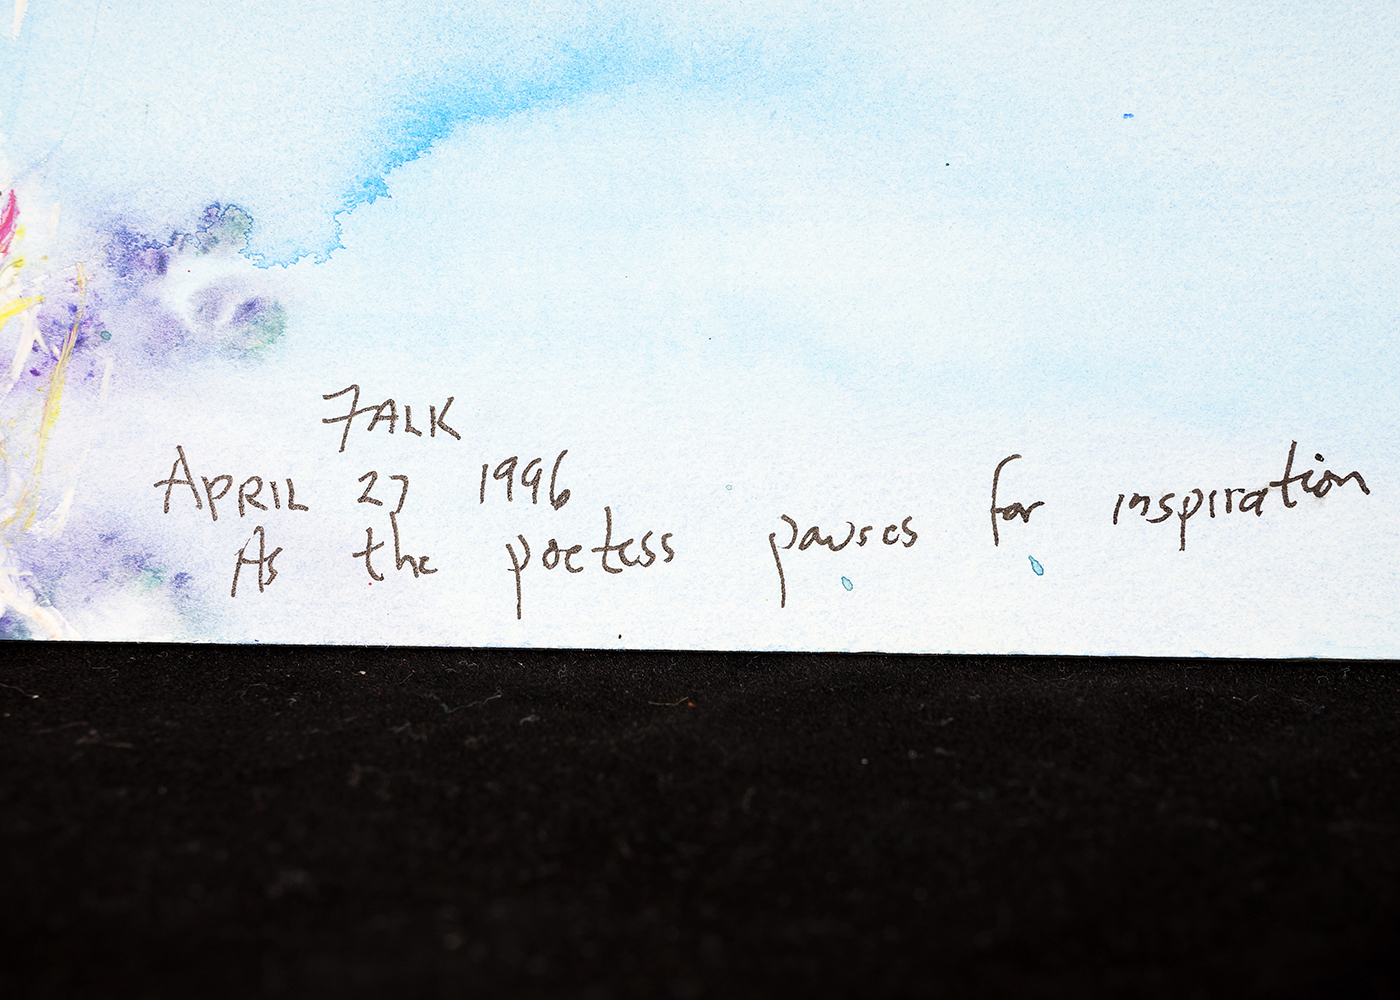 FALK
APRIL 27 1996
As the poetess pauses for inspiration